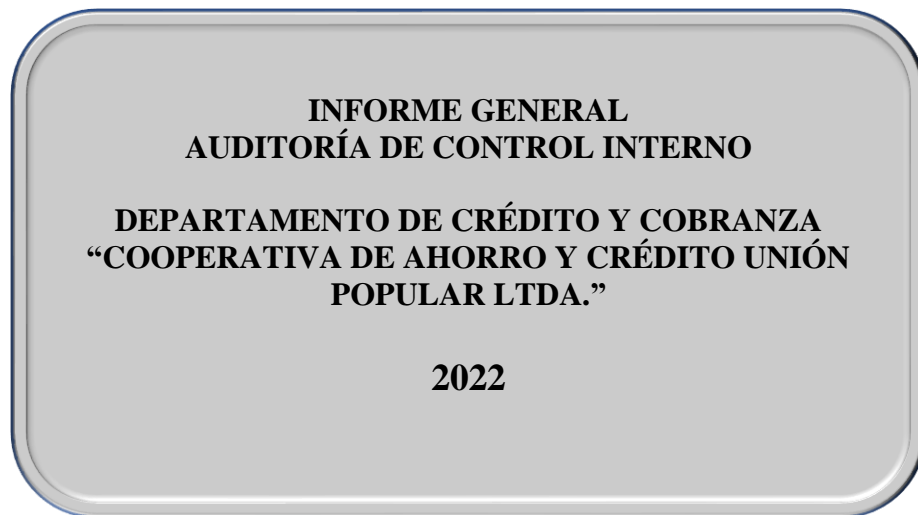 INFORME GENERAL
AUDITORÍA DE CONTROL INTERNO
DEPARTAMENTO DE CRÉDITO Y COBRANZA
“COOPERATIVA DE AHORRO Y CRÉDITO UNIÓN
POPULAR LTDA.”
2022